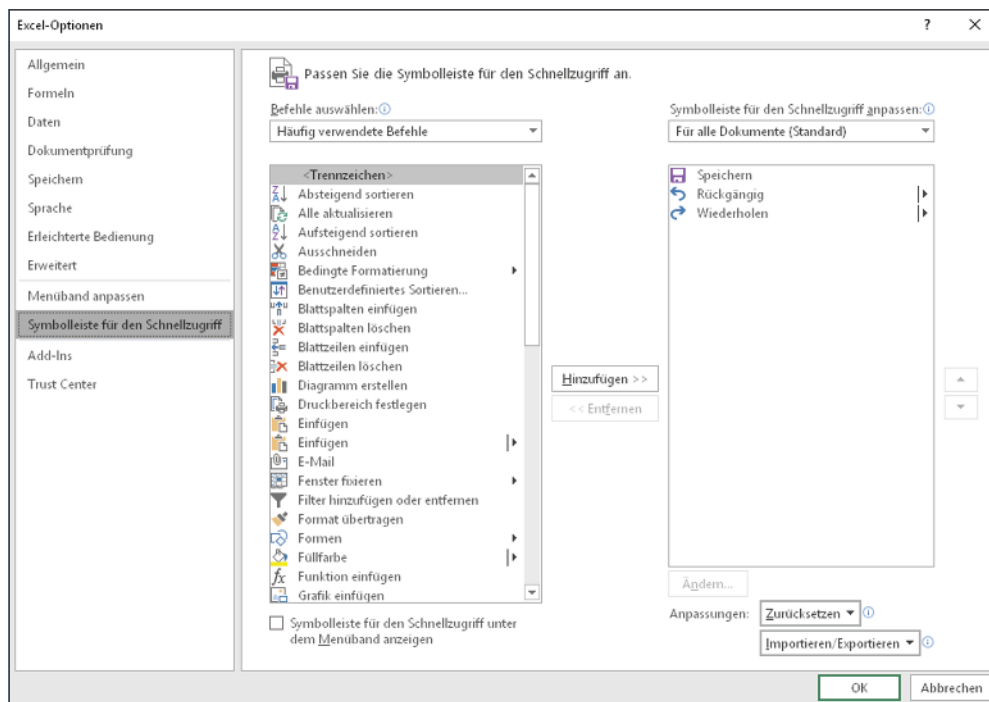 Excel-Optionen
? ×
Allgemein
Formeln
Daten
Dokumentprüfung
Speichern
Sprache
Erleichterte Bedienung
Erweitert
Menüband anpassen
Symbolleiste für den Schnellzugriff
Add-Ins
Trust Center
Passen Sie die Symbolleiste für den Schnellzugriff an.
Befehle auswählen:
Häufig verwendete Befehle
<Trennzeichen>
Absteigend sortieren
Alle aktualisieren
Aufsteigend sortieren
Ausschneiden
Bedingte Formatierung
Benutzerdefiniertes Sortieren...
Blattspalten einfügen
Blattspalten löschen
Blattzeilen einfügen
Blattzeilen löschen
Diagramm erstellen
Druckbereich festlegen
Einfügen
Einfügen
E-Mail
Fenster fixieren
Filter hinzufügen oder entfernen
Format übertragen
Formen
Füllfarbe
Funktion einfügen
Grafik einfügen
Symbolleiste für den Schnellzugriff unter
dem Menüband anzeigen
Hinzufügen >>
<< Entfernen
Symbolleiste für den Schnellzugriff anpassen:
Für alle Dokumente (Standard)
Speichern
Rückgängig
Wiederholen
Ändern...
Anpassungen: Zurücksetzen
Importieren/Exportieren
OK Abbrechen